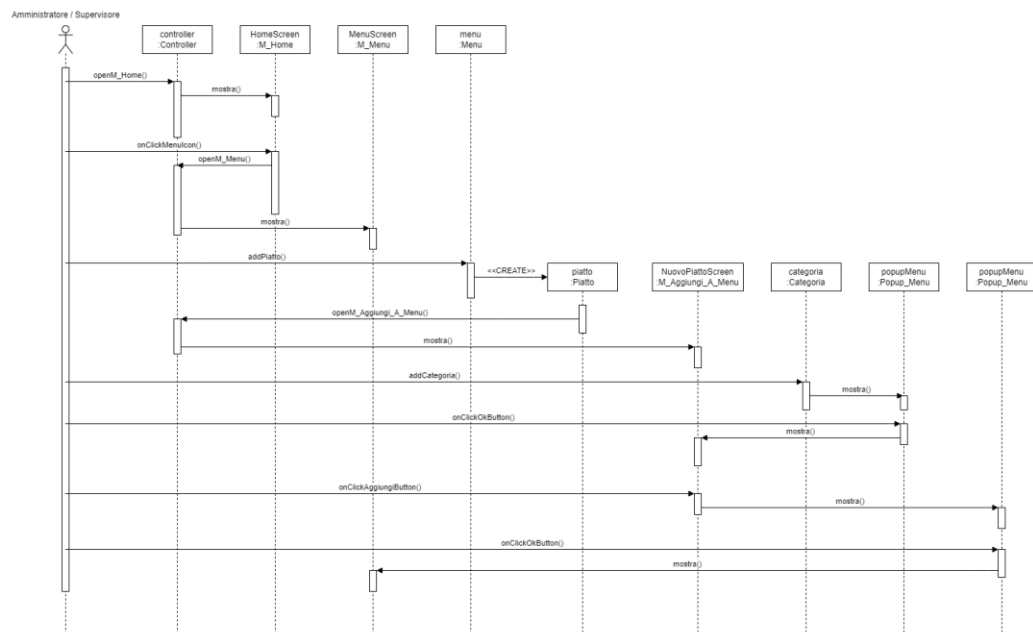 Amministratore / Supervisore
controller
:Controller
HomeScreen
:M_Home
MenuScreen
:M_Menu
menu
:Menu
openM_Home()
mostra()
onClickMenuIcon()
openM_Menu()
mostra()
addPiatto()
<<CREATE>>
piatto
:Piatto
NuovoPiattoScreen
:M_Aggiungi_A_Menu
categoria
:Categoria
popupMenu
:Popup_Menu
popupMenu
:Popup_Menu
openM_Aggiungi_A_Menu()
mostra()
addCategoria()
mostra()
onClickOkButton()
mostra()
onClickAggiungiButton()
mostra()
onClickOkButton()
mostra()